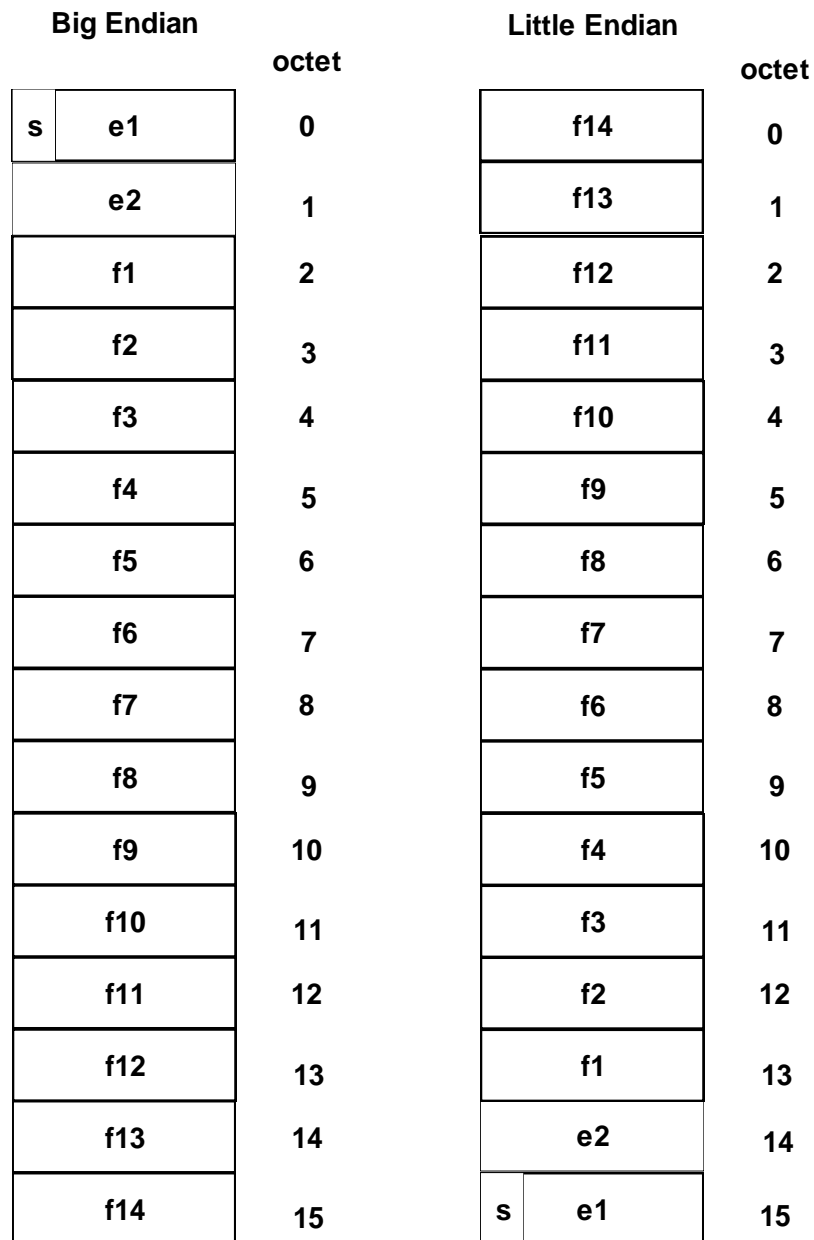 Big Endian Little Endian
octet octet
s e1 0 f14 0
e2 1 f13 1
f1 2 f12 2
f2 3 f11 3
f3 4 f10 4
f4 5 f9 5
f5 6 f8 6
f6 7 f7 7
f7 8 f6 8
f8 9 f5 9
f9 10 f4 10
f10 11 f3 11
f11 12 f2 12
f12 13 f1 13
f13 14 e2 14
f14 15 s e1 15